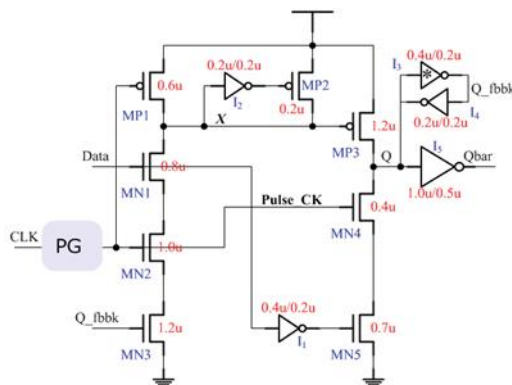 0.4u/0.2u
I3
*
Q_fbbk
0.2u/0.2u
I4
0.2u/0.2u
I2
MP2
0.2u
0.6u
MP1
X
1.2u
MP3
Q
I5
Qbar
1.0u/0.5u
Data
0.8u
MN1
Pulse_CK
0.4u
MN4
CLK
PG
1.0u
MN2
Q_fbbk
1.2u
MN3
0.4u/0.2u
I1
0.7u
MN5